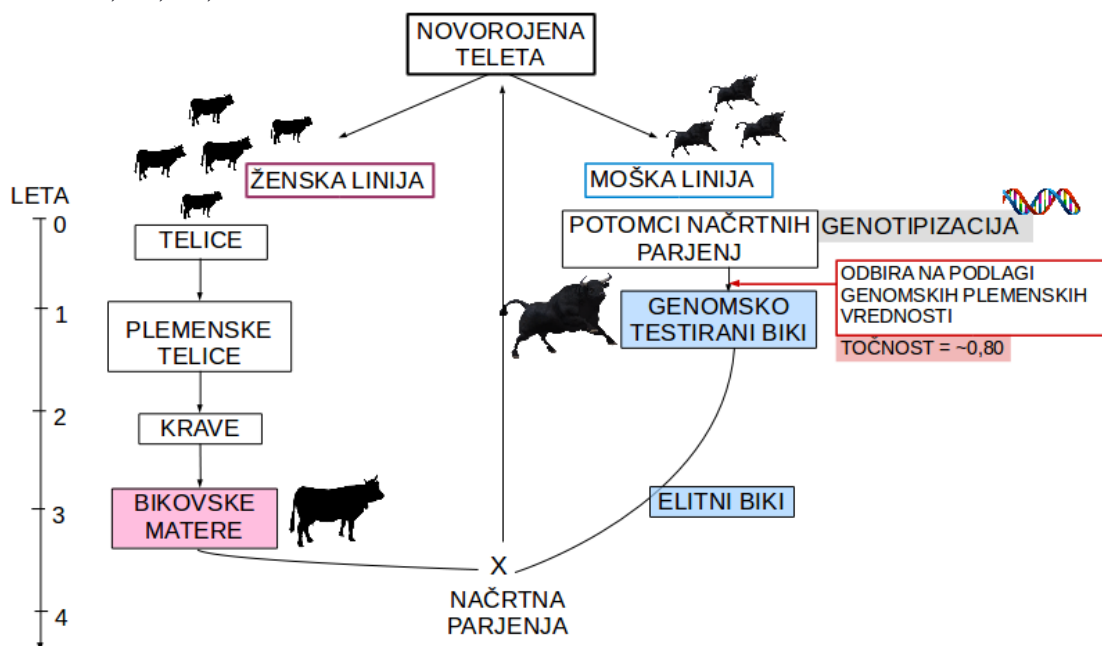 NOVOROJENA
TELETA
ŽENSKA LINIJA
MOŠKA LINIJA
LETA
0
1
2
3
4
TELICE
PLEMENSKE
TELICE
KRAVE
BIKOVSKE
MATERE
POTOMCI NAČRTNIH
PARJENJ
GENOTIPIZACIJA
ODBIRA NA PODLAGI
GENOMSKIH PLEMENSKIH
VREDNOSTI
TOČNOST = ~0,80
GENOMSKO
TESTIRANI BIKI
ELITNI BIKI
X
NAČRTNA
PARJENJA